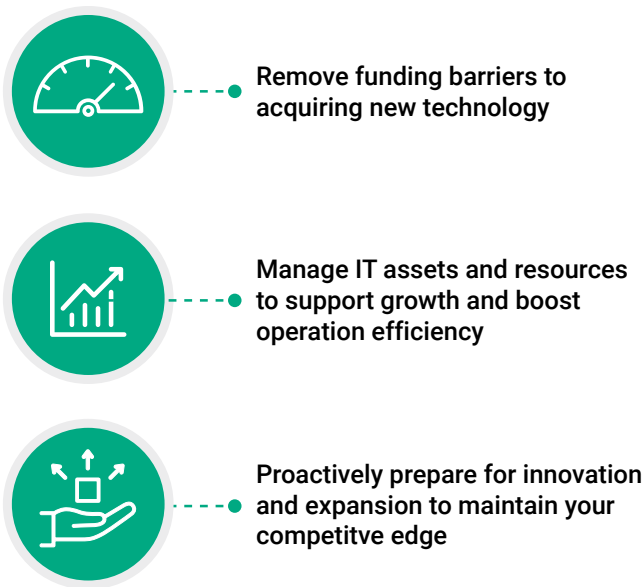 Remove funding barriers to
acquiring new technology
Manage IT assets and resources
to support growth and boost
operation efficiency
Proactively prepare for innovation
and expansion to maintain your
competitve edge